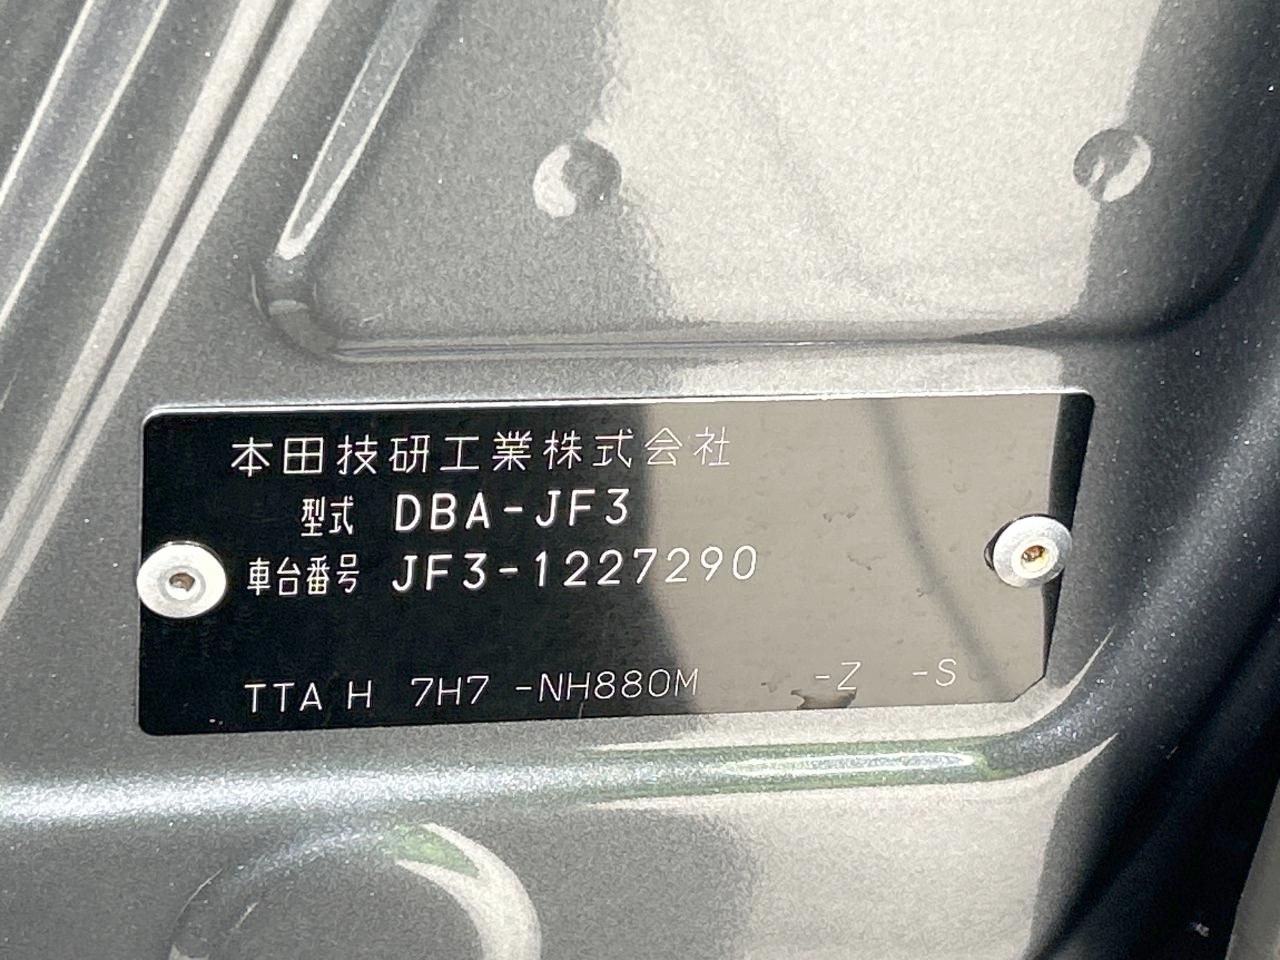 本田技研工業株式会社
型式 DBA-JF3
車台番号 JF3-1227290
TTA H 7H7 -NH880M -Z -S